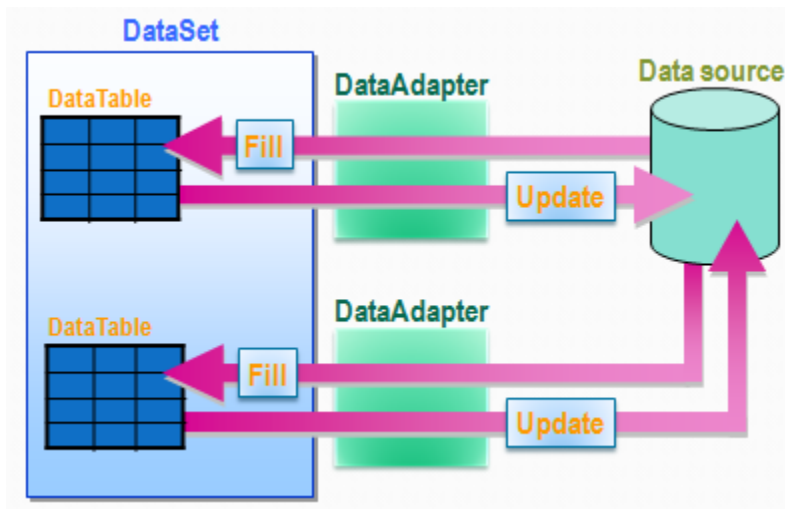 DataSet
DataTable
DataAdapter
Data source
Fill
Update
DataTable
DataAdapter
Fill
Update